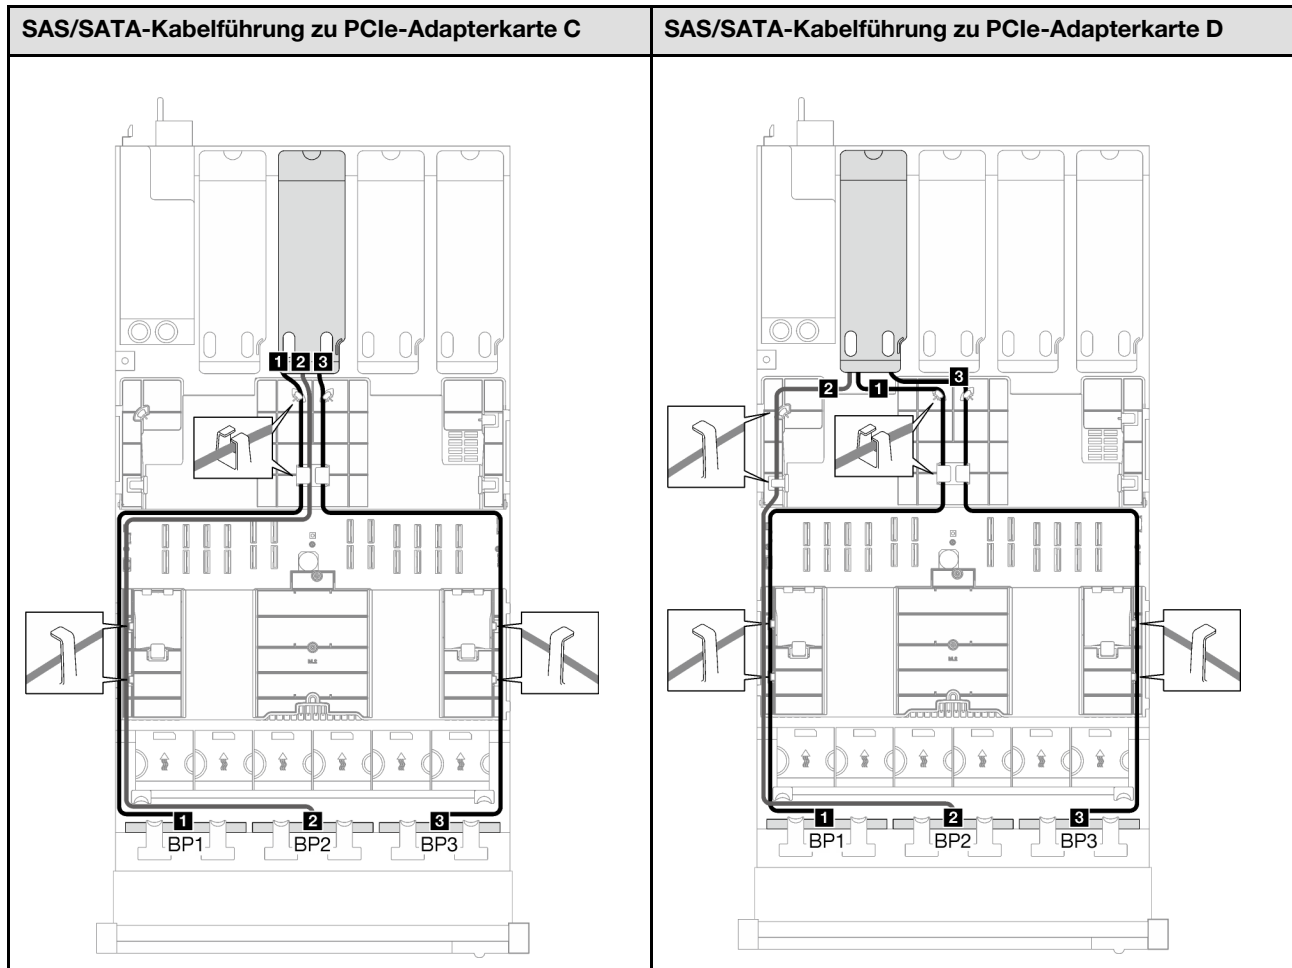 SAS/SATA-Kabelführung zu PCIe-Adapterkarte C
1 2 3
1 2 3
BP1 BP2 BP3
SAS/SATA-Kabelführung zu PCIe-Adapterkarte D
2 1 3
1 2 3
BP1 BP2 BP3